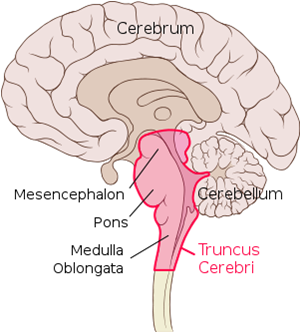 Cerebrum
Mesencephalon
Cerebellum
Pons
Medulla
Oblongata
Truncus
Cerebri